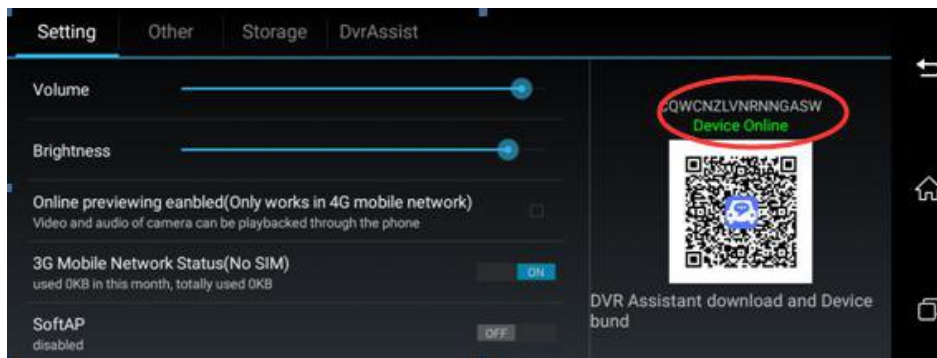 Setting Other Storage DvrAssist
Volume
Brightness
Online previewing eanbled(Only works in 4G mobile network)
Video and audio of camera can be playbacked through the phone
3G Mobile Network Status(No SIM)
used 0KB in this month, totally used 0KB
ON
SoftAP
disabled
OFF
CQWCNZLVNRNNGASW
Device Online
DVR Assistant download and Device
bund